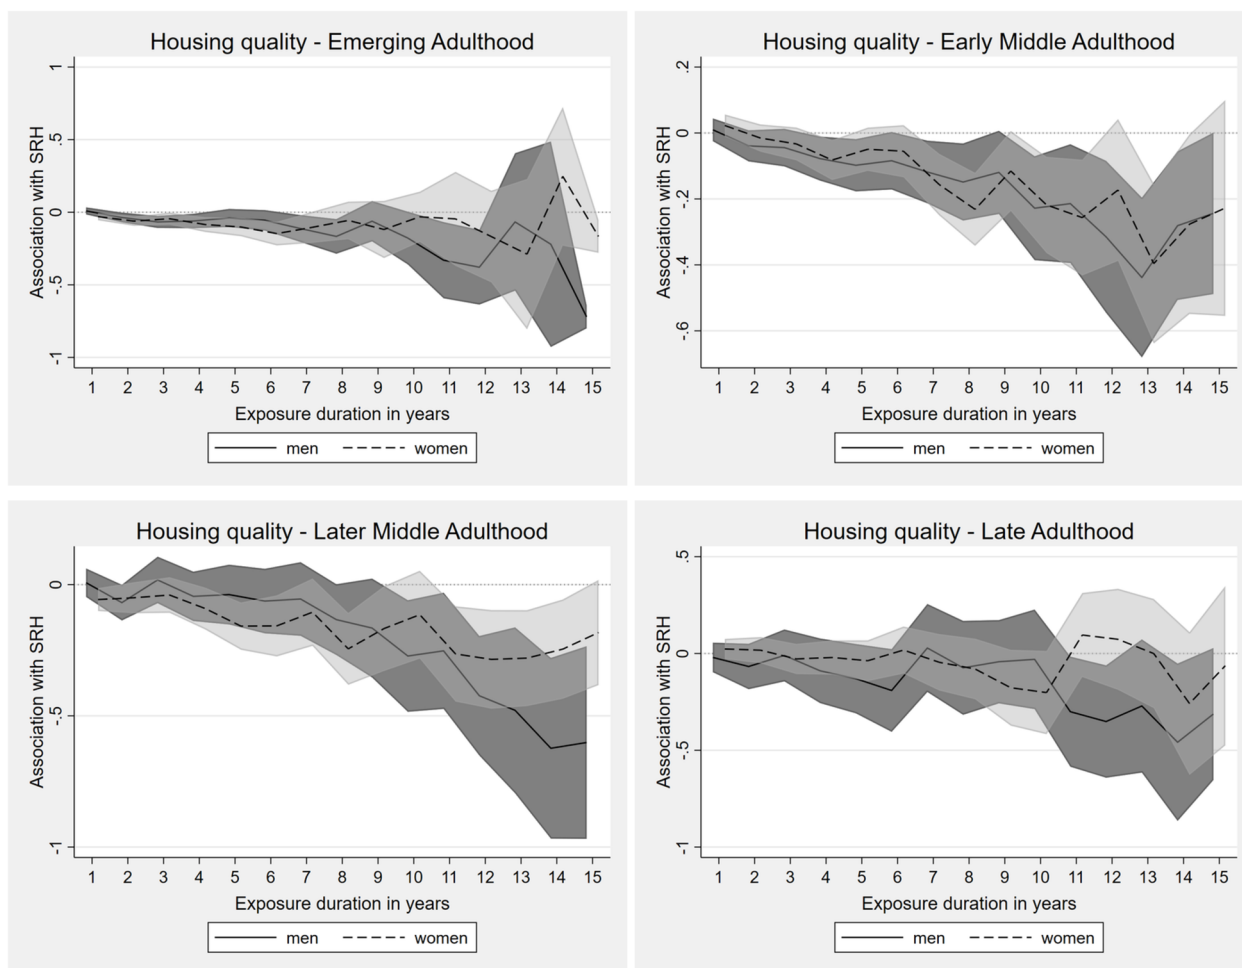 Housing quality - Emerging Adulthood
Association with SRH
1
.5
0
-.5
-1
1 2 3 4 5 6 7 8 9 10 11 12 13 14 15
Exposure duration in years
men women
Housing quality - Early Middle Adulthood
Association with SRH
.2
0
-.2
-.4
-.6
1 2 3 4 5 6 7 8 9 10 11 12 13 14 15
Exposure duration in years
men women
Housing quality - Later Middle Adulthood
Association with SRH
0
-.5
-1
1 2 3 4 5 6 7 8 9 10 11 12 13 14 15
Exposure duration in years
men women
Housing quality - Late Adulthood
Association with SRH
.5
0
-.5
-1
1 2 3 4 5 6 7 8 9 10 11 12 13 14 15
Exposure duration in years
men women